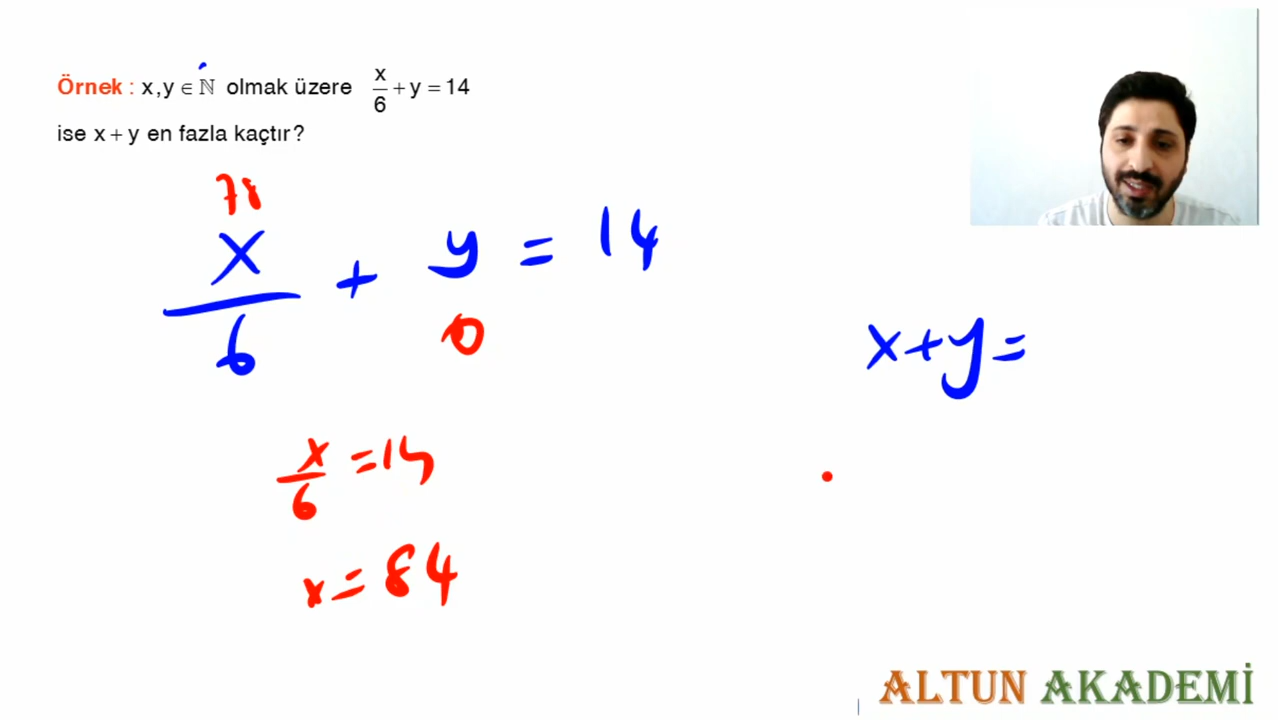 Örnek : x,y ∈ ℕ olmak üzere x/6 + y = 14
ise x + y en fazla kaçtır?
78
x/6 + y = 14
0
x + y =
x/6 = 14
x = 84
ALTUN AKADEMİ